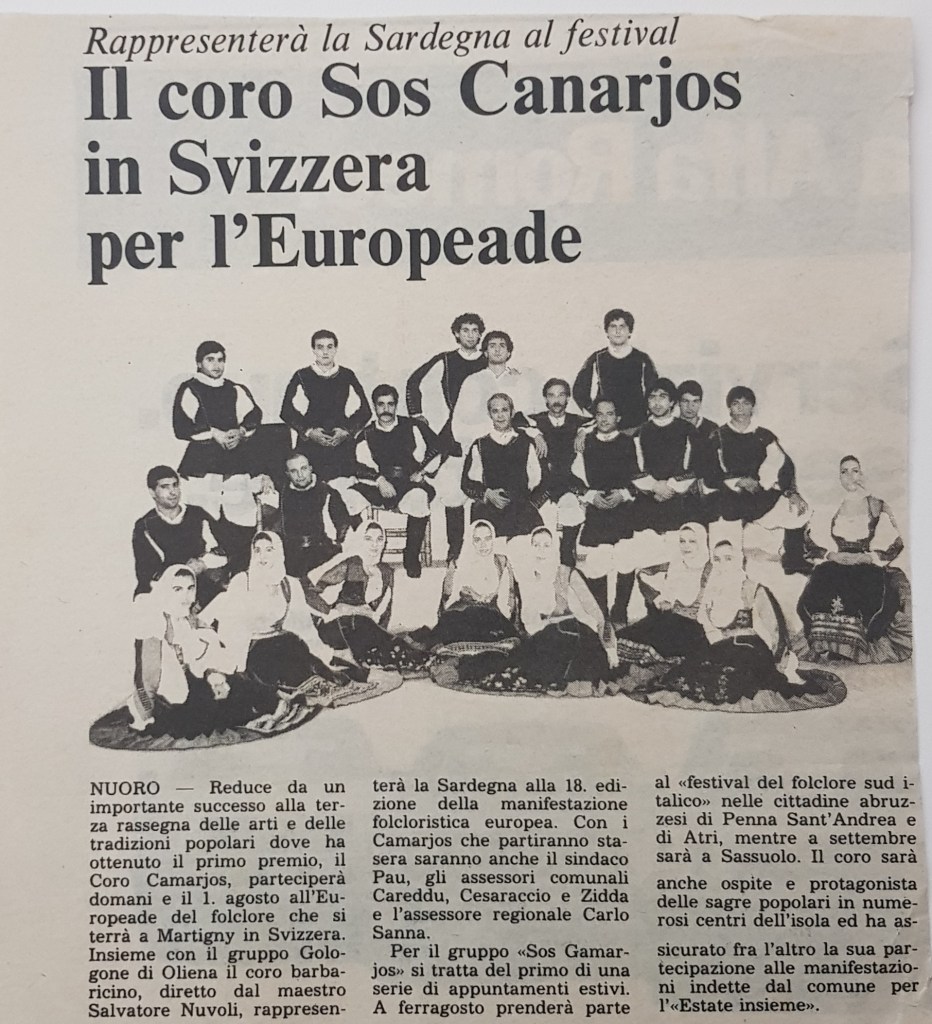 Rappresenterà la Sardegna al festival
Il coro Sos Canarjos
in Svizzera
per l'Europeade
NUORO — Reduce da un
importante successo alla ter-
za rassegna delle arti e delle
tradizioni popolari dove ha
ottenuto il primo premio, il
Coro Camarjos, parteciperà
domani e il 1. agosto all'Eu-
ropeade del folclore che si
terrà a Martigny in Svizzera.
Insieme con il gruppo Golo-
gone di Oliena il coro barba-
ricino, diretto dal maestro
Salvatore Nuvoli, rappresen-
terà la Sardegna alla 18. edi-
zione della manifestazione
folcloristica europea. Con i
Camarjos che partiranno sta-
sera saranno anche il sindaco
Pau, gli assessori comunali
Careddu, Cesaraccio e Zidda
e l'assessore regionale Carlo
Sanna.
Per il gruppo «Sos Gamar-
jos» si tratta del primo di una
serie di appuntamenti estivi.
A ferragosto prenderà parte
al «festival del folclore sud i-
talico» nelle cittadine abruz-
zesi di Penna Sant'Andrea e
di Atri, mentre a settembre
sarà a Sassuolo. Il coro sarà
anche ospite e protagonista
delle sagre popolari in nume-
rosi centri dell'isola ed ha as-
sicurato fra l'altro la sua par-
tecipazione alle manifestazio-
ni indette dal comune per
l'«Estate insieme».